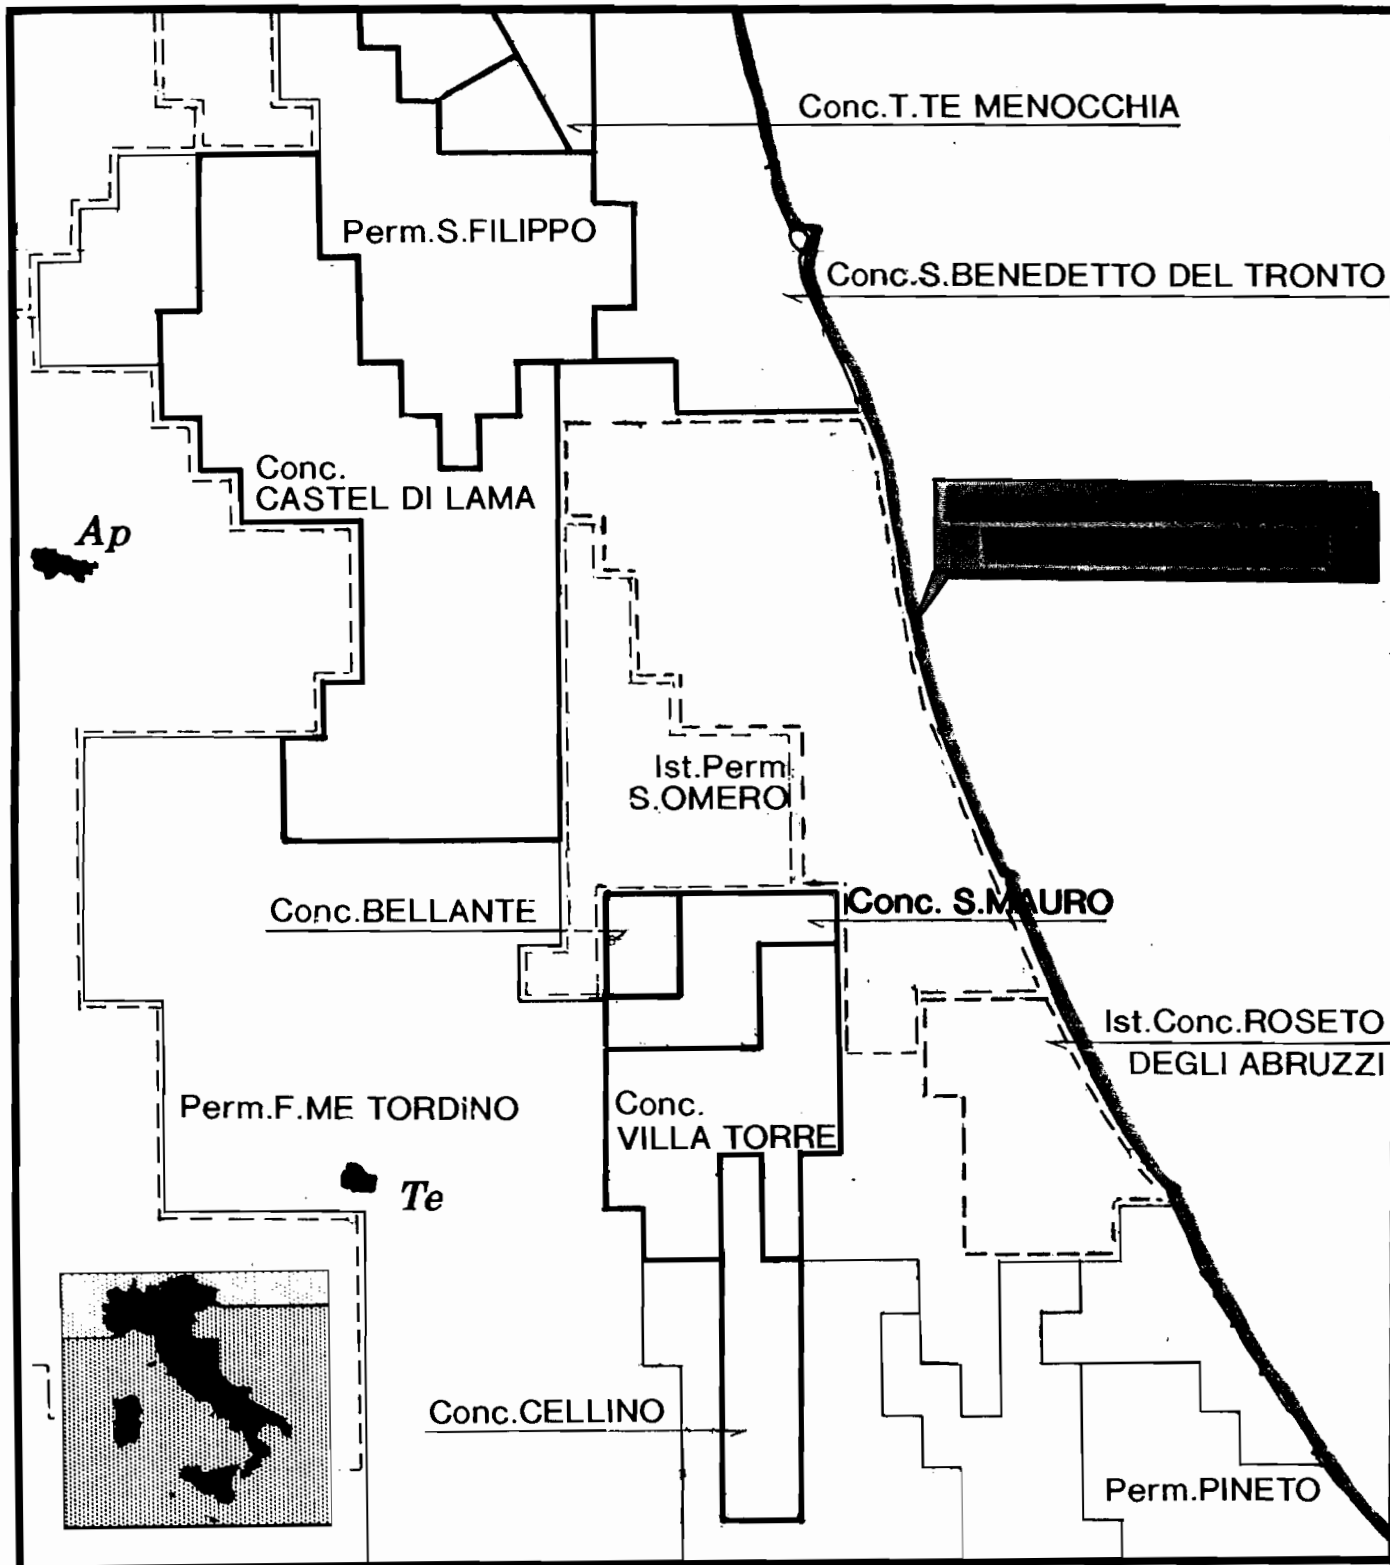 Conc.T.TE MENOCCHIA
Perm.S.FILIPPO
Conc.S.BENEDETTO DEL TRONTO
Conc.
CASTEL DI LAMA
Ap
Ist.Perm
S.OMERO
Conc.BELLANTE
Conc. S.MAURO
Ist.Conc.ROSETO
DEGLI ABRUZZI
Perm.F.ME TORDiNO
Conc.
VILLA TORRE
Te
Conc.CELLINO
Perm.PINETO